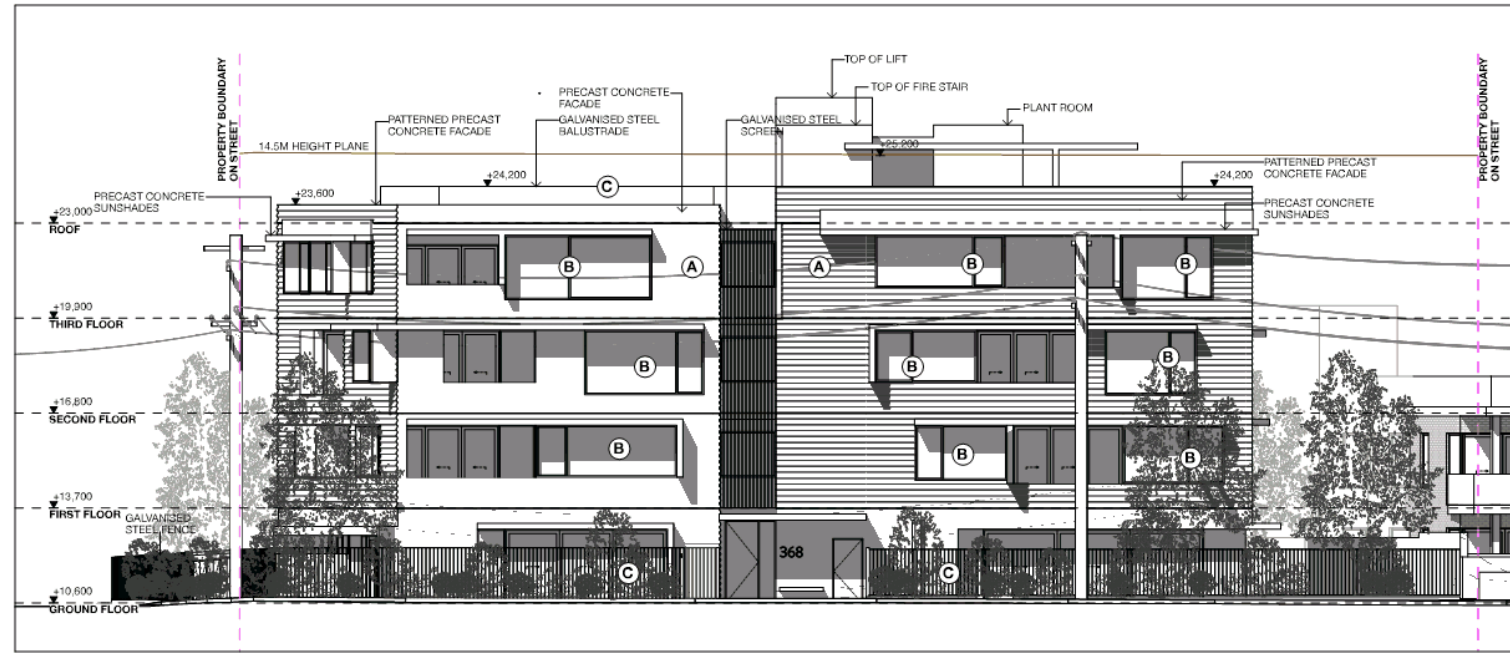 TOP OF LIFT
TOP OF FIRE STAIR
PLANT ROOM
PROPERTY BOUNDARY
ON STREET
PRECAST CONCRETE
FACADE
GALVANISED STEEL
BALUSTRADE
PATTERNED PRECAST
CONCRETE FACADE
GALVANISED STEEL
SCREEN
PROPERTY BOUNDARY
ON STREET
14.5M HEIGHT PLANE
+25,200
PATTERNED PRECAST
CONCRETE FACADE
+24,200
C
+24,200
PRECAST CONCRETE
SUNSHADES
+23,600
PRECAST CONCRETE
SUNSHADES
+23,000
ROOF
B
A
A
B
B
+19,900
THIRD FLOOR
B
B
B
+16,800
SECOND FLOOR
B
B
B
+13,700
FIRST FLOOR
GALVANISED
STEEL FENCE
368
C
C
+10,600
GROUND FLOOR